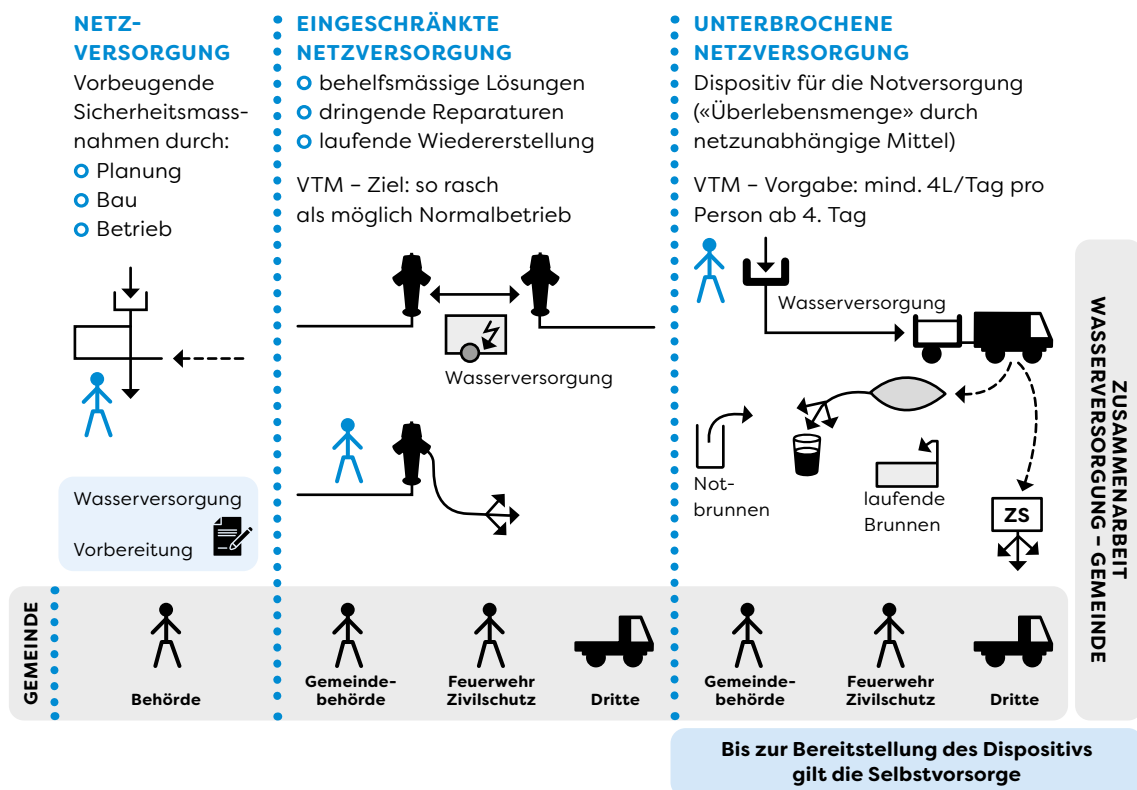 NETZ-
VERSORGUNG
Vorbeugende
Sicherheitsmass-
nahmen durch:
Planung
Bau
Betrieb
Wasserversorgung
Vorbereitung
EINGESCHRÄNKTE
NETZVERSORGUNG
behelfsmässige Lösungen
dringende Reparaturen
laufende Wiedererstellung
VTM – Ziel: so rasch
als möglich Normalbetrieb
Wasserversorgung
UNTERBROCHENE
NETZVERSORGUNG
Dispositiv für die Notversorgung
(«Überlebensmenge» durch
netzunabhängige Mittel)
VTM – Vorgabe: mind. 4L/Tag pro
Person ab 4. Tag
Wasserversorgung
Not-
brunnen
laufende
Brunnen
ZS
ZUSAMMENARBEIT
WASSERVERSORGUNG – GEMEINDE
GEMEINDE
Behörde
Gemeinde-
behörde
Feuerwehr
Zivilschutz
Dritte
Gemeinde-
behörde
Feuerwehr
Zivilschutz
Dritte
Bis zur Bereitstellung des Dispositivs
gilt die Selbstvorsorge